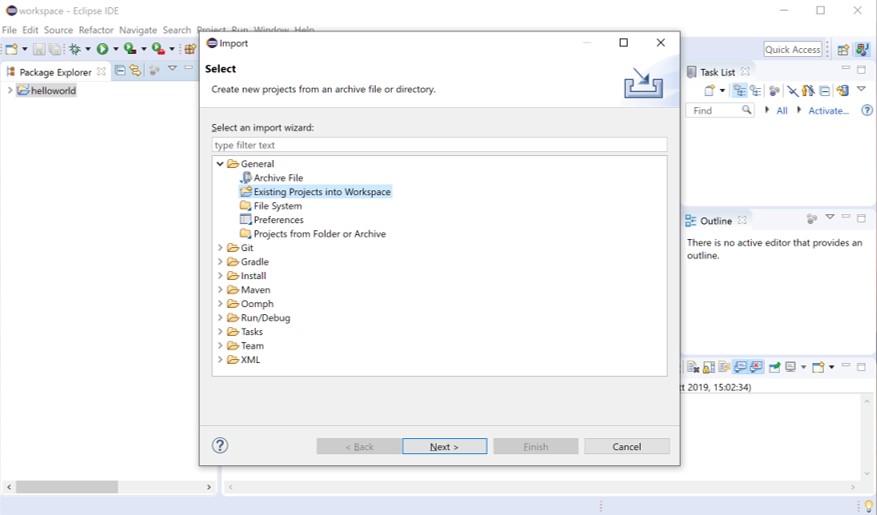 workspace - Eclipse IDE
File Edit Source Refactor Navigate Search Project Run Window Help
Quick Access
Package Explorer
helloworld
Import
Select
Create new projects from an archive file or directory.
Select an import wizard:
type filter text
General
Archive File
Existing Projects into Workspace
File System
Preferences
Projects from Folder or Archive
Git
Gradle
Install
Maven
Oomph
Run/Debug
Tasks
Team
XML
< Back
Next >
Finish
Cancel
Task List
Find
All
Activate...
Outline
There is no active editor that provides an
outline.
2019, 15:02:34)